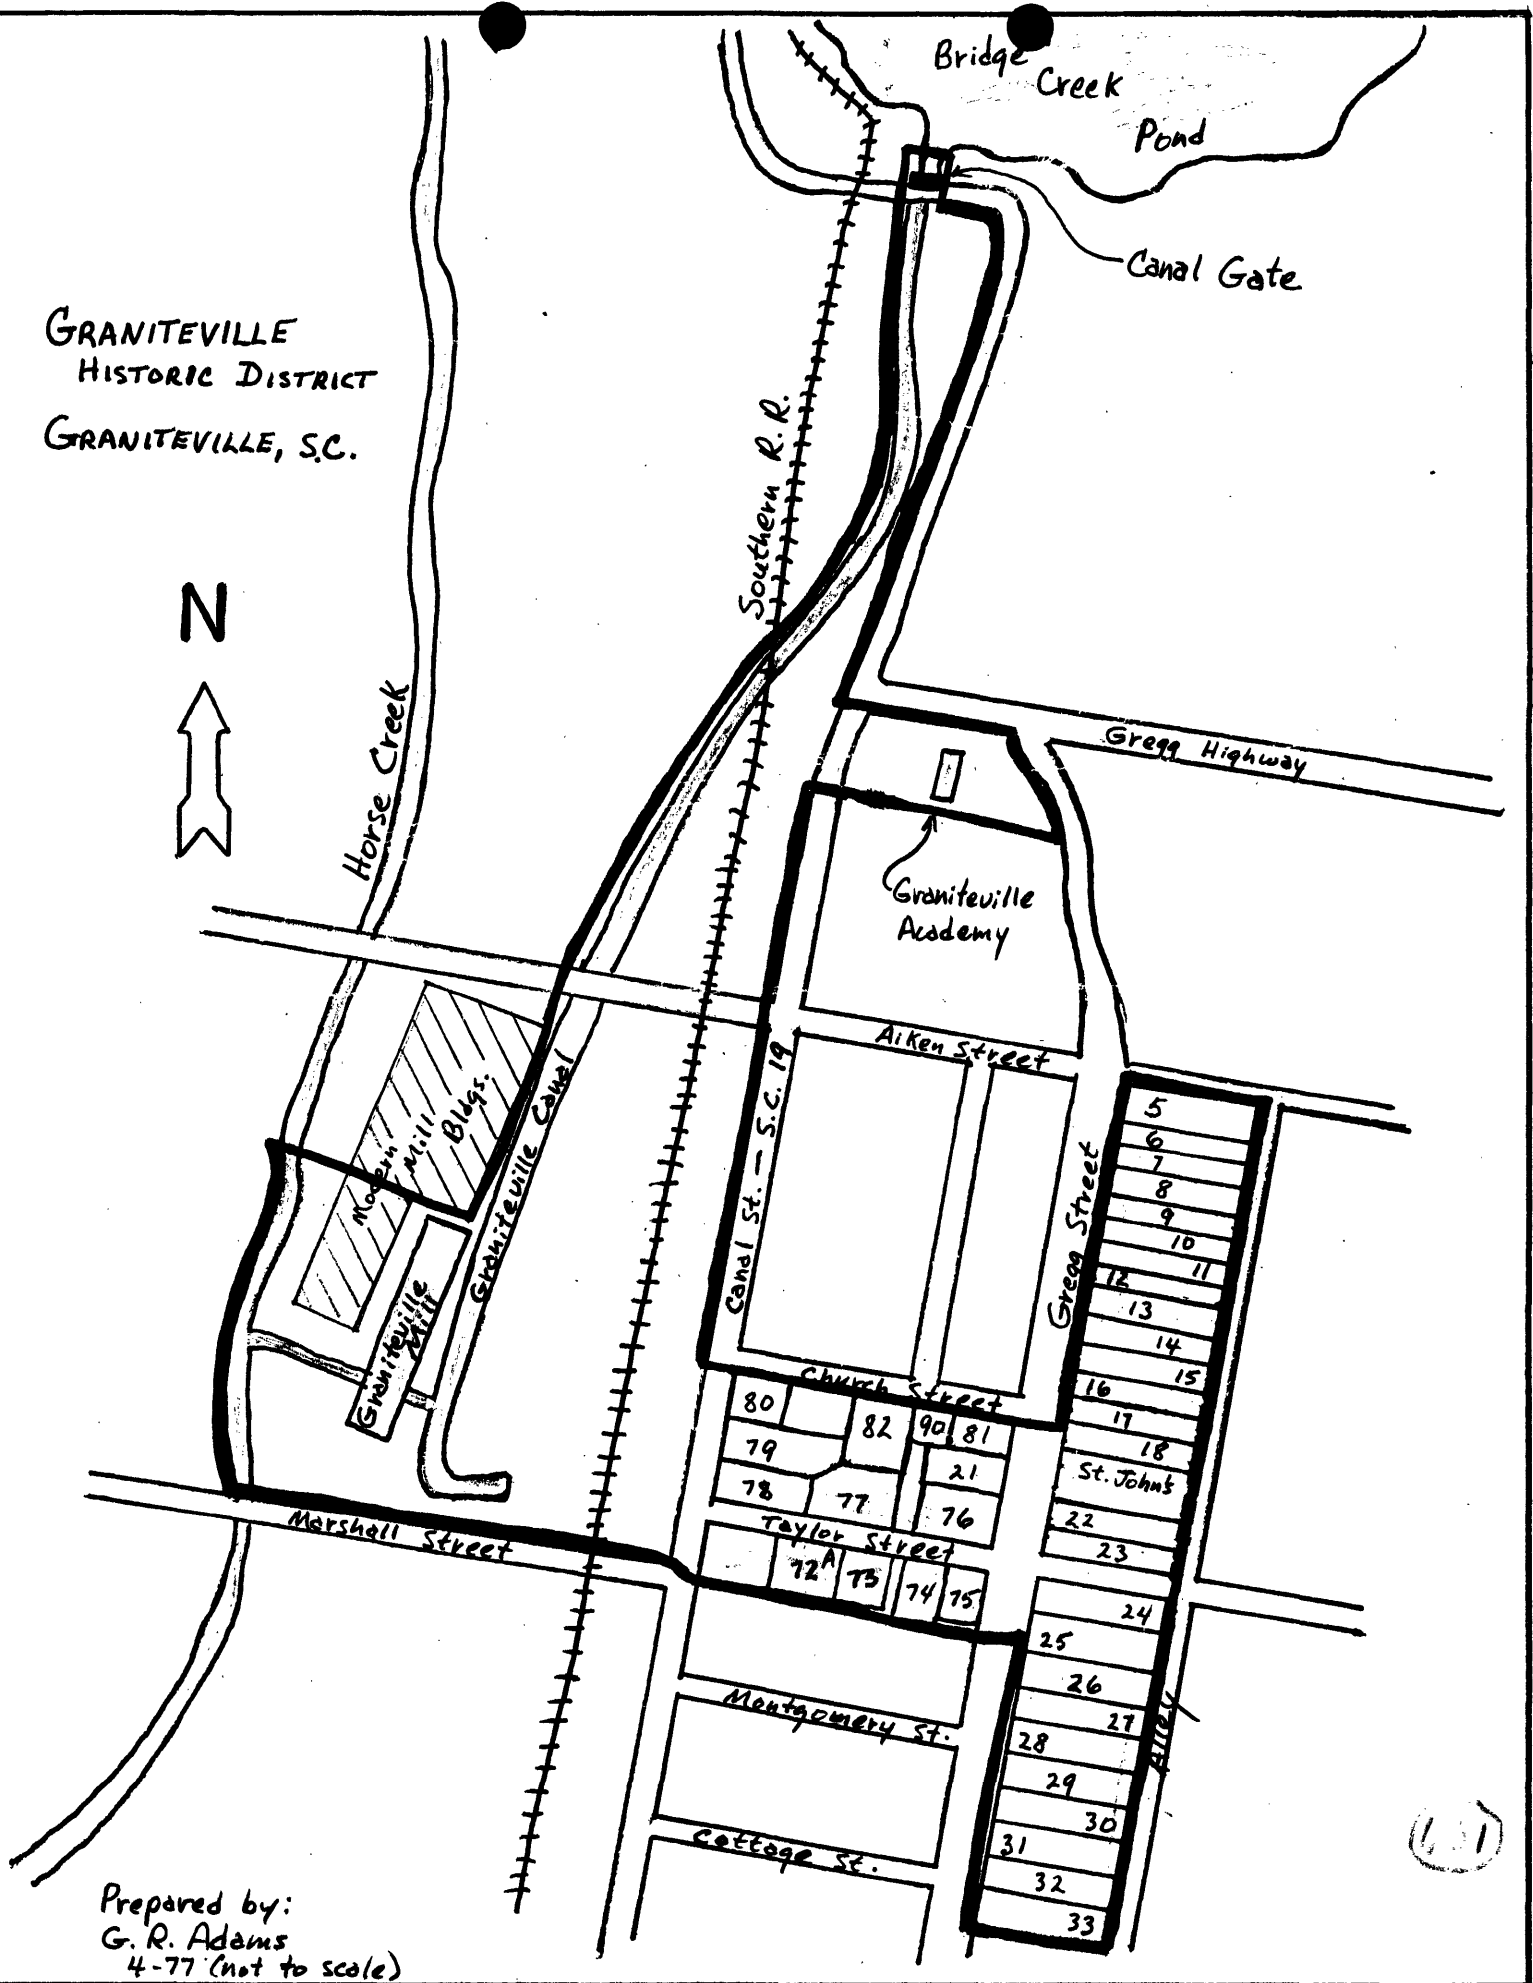 Bridge
Creek
Pond
Canal Gate
GRANITEVILLE
HISTORIC DISTRICT
GRANITEVILLE, S.C.
Southern R.R.
N
Horse Creek
Gregg Highway
Graniteville
Academy
Aiken Street
Modern
Mill
Bldgs.
Graniteville Canal
Canal St. — S.C. 19
Gregg Street
5
6
7
8
9
10
11
12
13
14
15
16
17
18
St. John's
22
23
24
25
26
27
28
29
30
31
32
33
Graniteville
Mill
Church Street
80
82
90
81
79
21
78
77
76
Taylor Street
72A
73
74
75
Marshall Street
Montgomery St.
Alley
Cottage St.
Prepared by:
G. R. Adams
4-77 (not to scale)